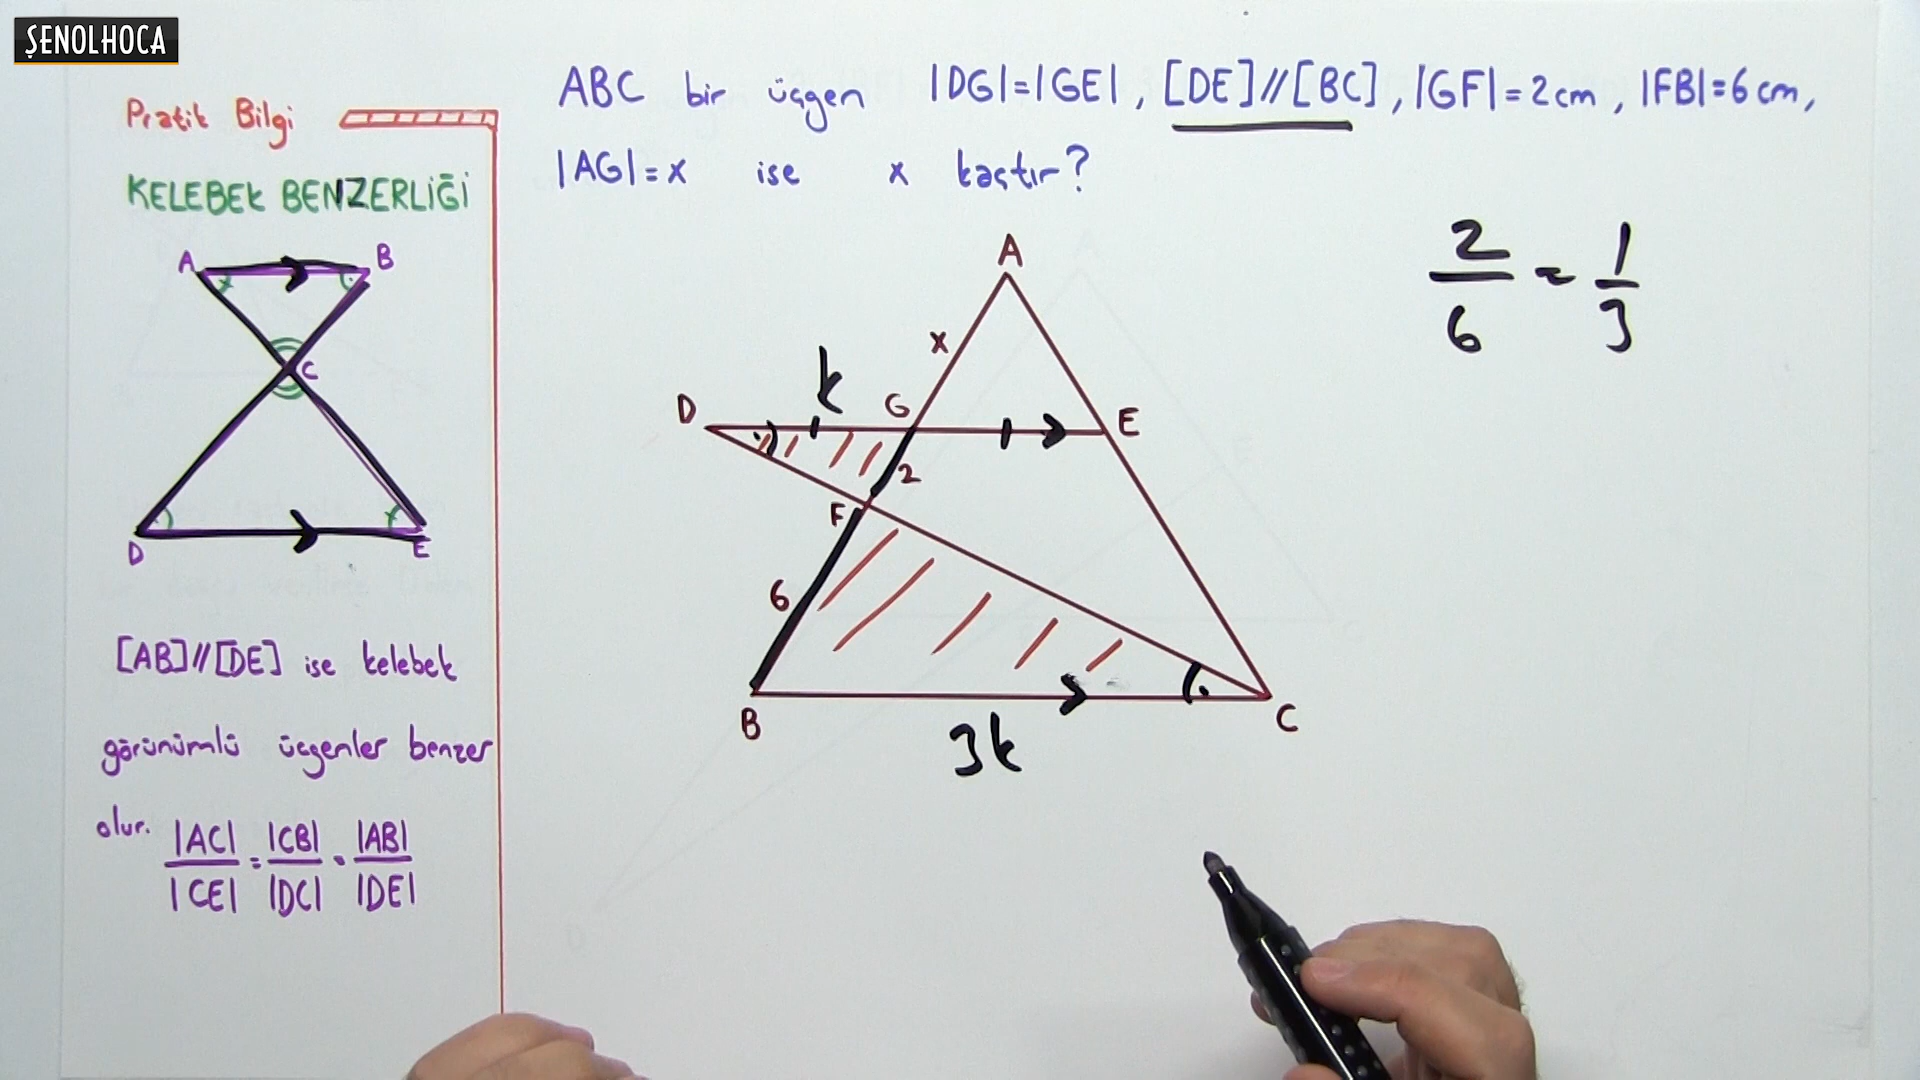 ŞENOLHOCA
Pratik Bilgi
KELEBEK BENZERLİĞİ
A
B
C
D
E
[AB]//[DE] ise kelebek
görünümlü üçgenler benzer
olur. |AC|/|CE| = |CB|/|DC| = |AB|/|DE|
ABC bir üçgen |DG|=|GE|, [DE]//[BC], |GF|=2cm, |FB|=6cm,
|AG|=x ise x kaçtır?
A
x
k
D
G
E
2
F
6
B
C
3k
2/6 = 1/3